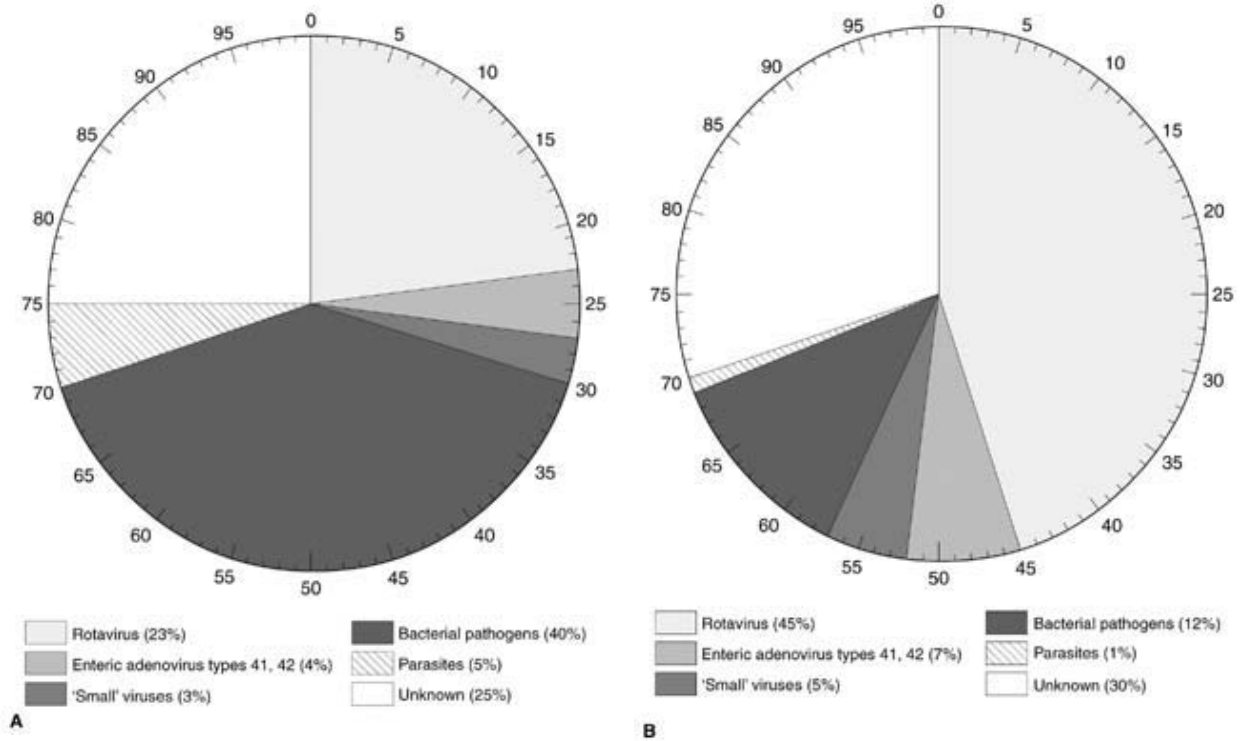 0
5
10
15
20
25
30
35
40
45
50
55
60
65
70
75
80
85
90
95
Rotavirus (23%)
Enteric adenovirus types 41, 42 (4%)
'Small' viruses (3%)
Bacterial pathogens (40%)
Parasites (5%)
Unknown (25%)
A
0
5
10
15
20
25
30
35
40
45
50
55
60
65
70
75
80
85
90
95
Rotavirus (45%)
Enteric adenovirus types 41, 42 (7%)
'Small' viruses (5%)
Bacterial pathogens (12%)
Parasites (1%)
Unknown (30%)
B